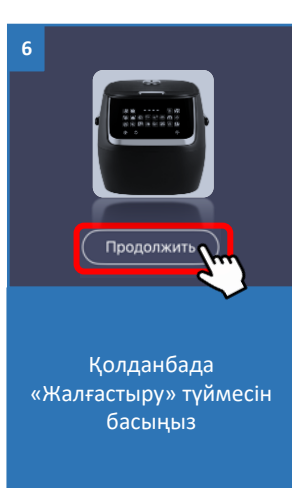 6
Продолжить
Қолданбада
«Жалғастыру» түймесін
басыңыз